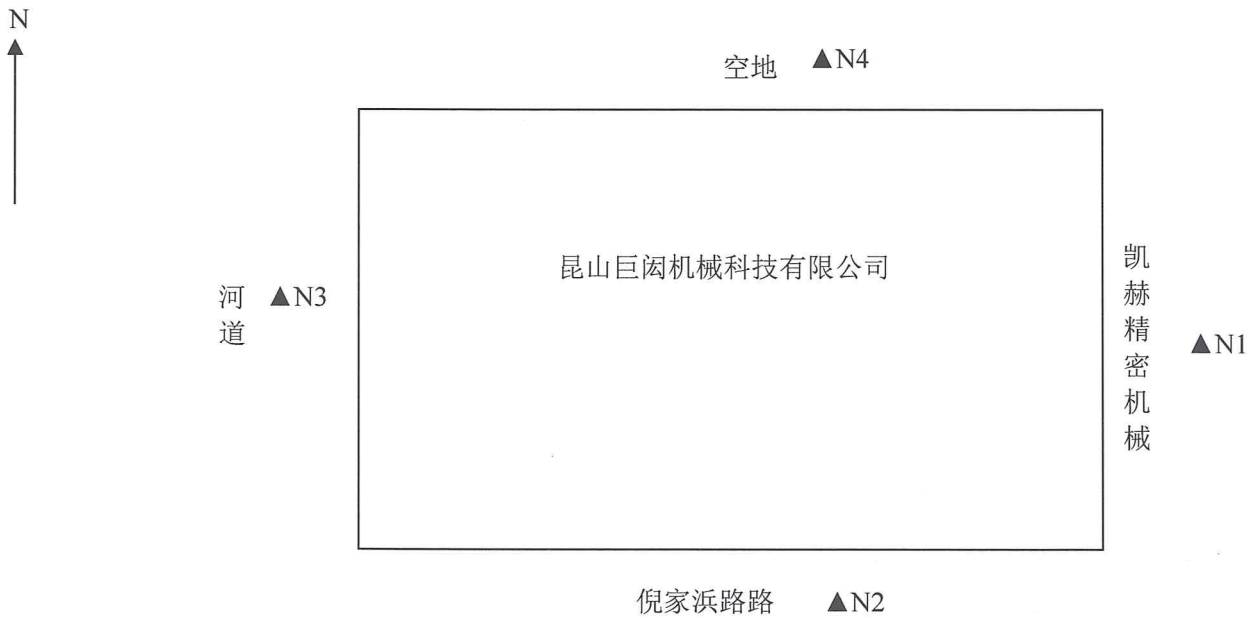 N
空地 ▲N4
昆山巨闳机械科技有限公司
河道 ▲N3
凯赫精密机械
▲N1
倪家浜路路 ▲N2